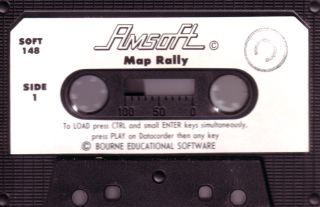 SOFT
148
Amsoft ©
Map Rally
SIDE
1
100 50 0
To LOAD press CTRL and small ENTER keys simultaneously,
press PLAY on Datacorder then any key
© BOURNE EDUCATIONAL SOFTWARE